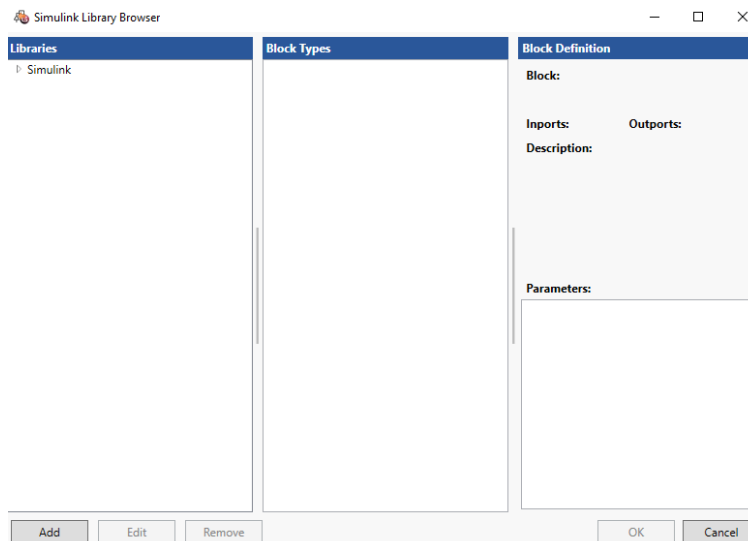 Simulink Library Browser
Libraries
Simulink
Block Types
Block Definition
Block:
Inports: Outports:
Description:
Parameters:
Add Edit Remove OK Cancel